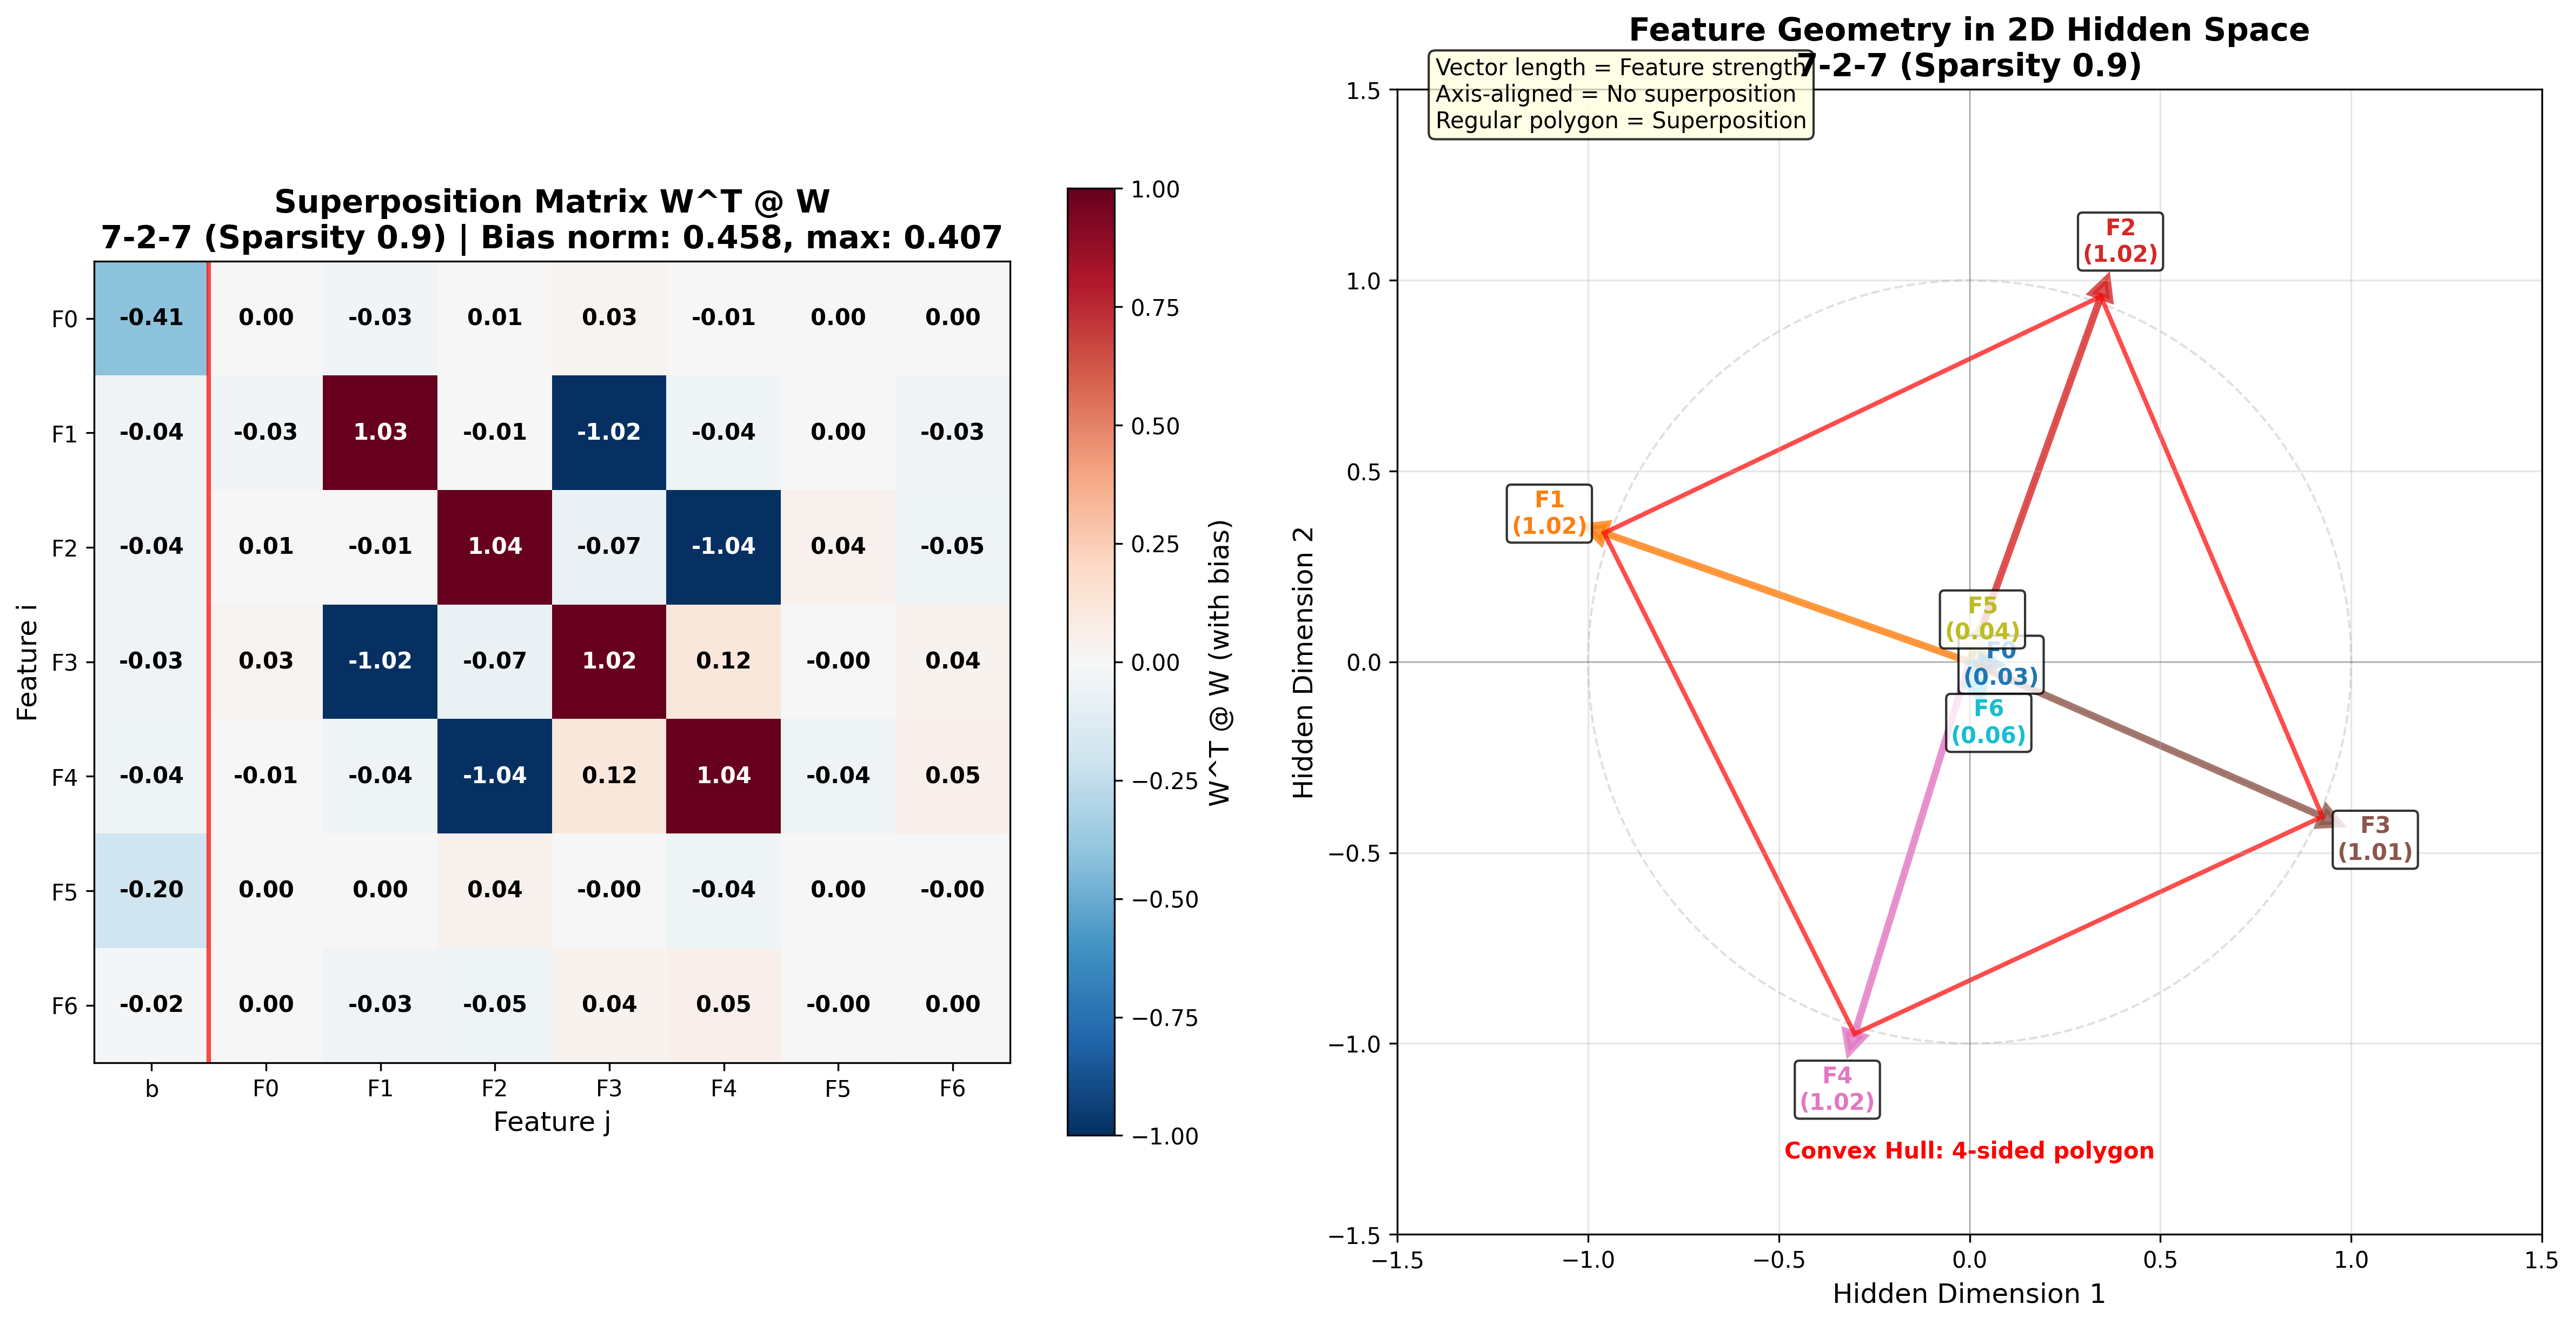 Superposition Matrix W^T @ W
7-2-7 (Sparsity 0.9) | Bias norm: 0.458, max: 0.407
Feature i
F0 -0.41 0.00 -0.03 0.01 0.03 -0.01 0.00 0.00
F1 -0.04 -0.03 1.03 -0.01 -1.02 -0.04 0.00 -0.03
F2 -0.04 0.01 -0.01 1.04 -0.07 -1.04 0.04 -0.05
F3 -0.03 0.03 -1.02 -0.07 1.02 0.12 -0.00 0.04
F4 -0.04 -0.01 -0.04 -1.04 0.12 1.04 -0.04 0.05
F5 -0.20 0.00 0.00 0.04 -0.00 -0.04 0.00 -0.00
F6 -0.02 0.00 -0.03 -0.05 0.04 0.05 -0.00 0.00
b F0 F1 F2 F3 F4 F5 F6
Feature j
1.00
0.75
0.50
0.25
0.00
−0.25
−0.50
−0.75
−1.00
W^T @ W (with bias)
Feature Geometry in 2D Hidden Space
7-2-7 (Sparsity 0.9)
Vector length = Feature strength
Axis-aligned = No superposition
Regular polygon = Superposition
Hidden Dimension 2
1.5
1.0
0.5
0.0
−0.5
−1.0
−1.5
F2
(1.02)
F1
(1.02)
F5
(0.04)
F0
(0.03)
F6
(0.06)
F3
(1.01)
F4
(1.02)
Convex Hull: 4-sided polygon
−1.5 −1.0 −0.5 0.0 0.5 1.0 1.5
Hidden Dimension 1